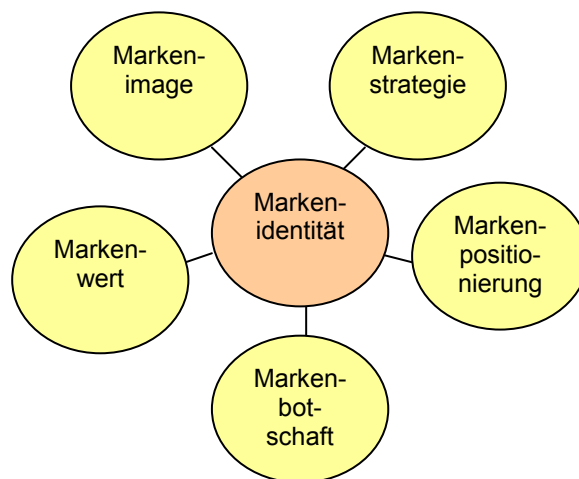 Marken-
image
Marken-
strategie
Marken-
identität
Marken-
positio-
nierung
Marken-
wert
Marken-
bot-
schaft